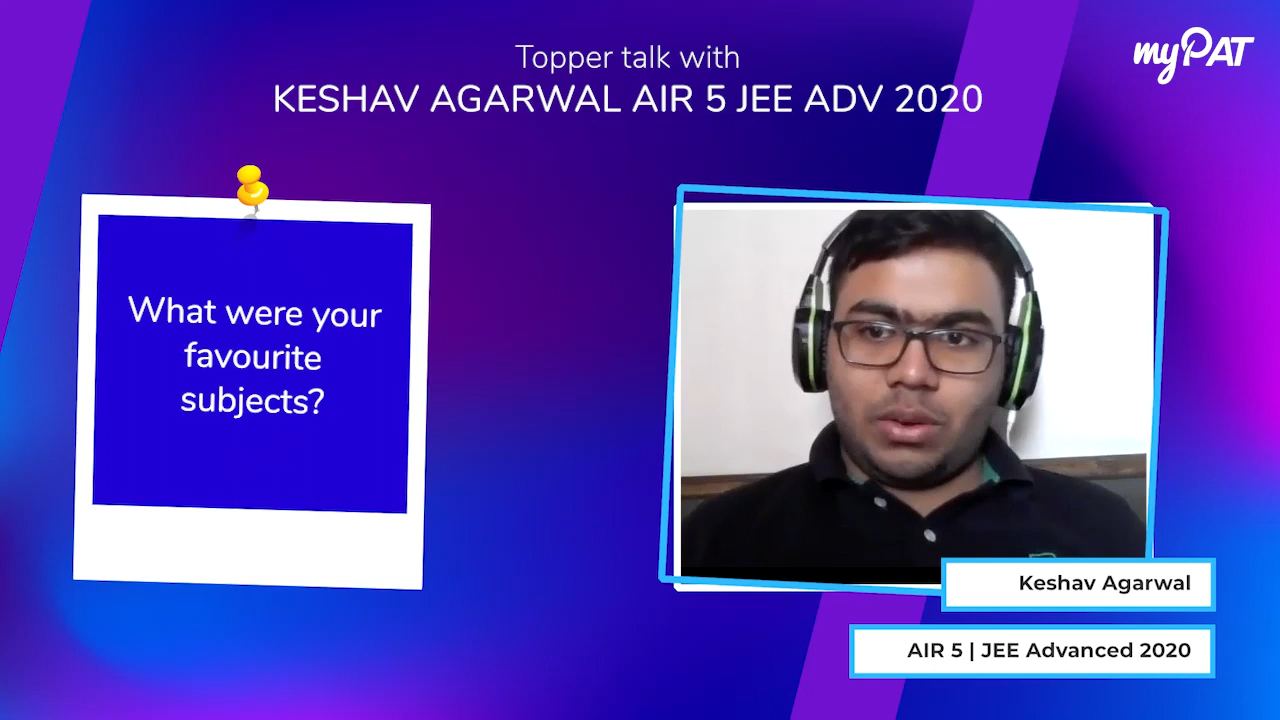 Topper talk with
KESHAV AGARWAL AIR 5 JEE ADV 2020
myPAT
What were your
favourite
subjects?
Keshav Agarwal
AIR 5 | JEE Advanced 2020